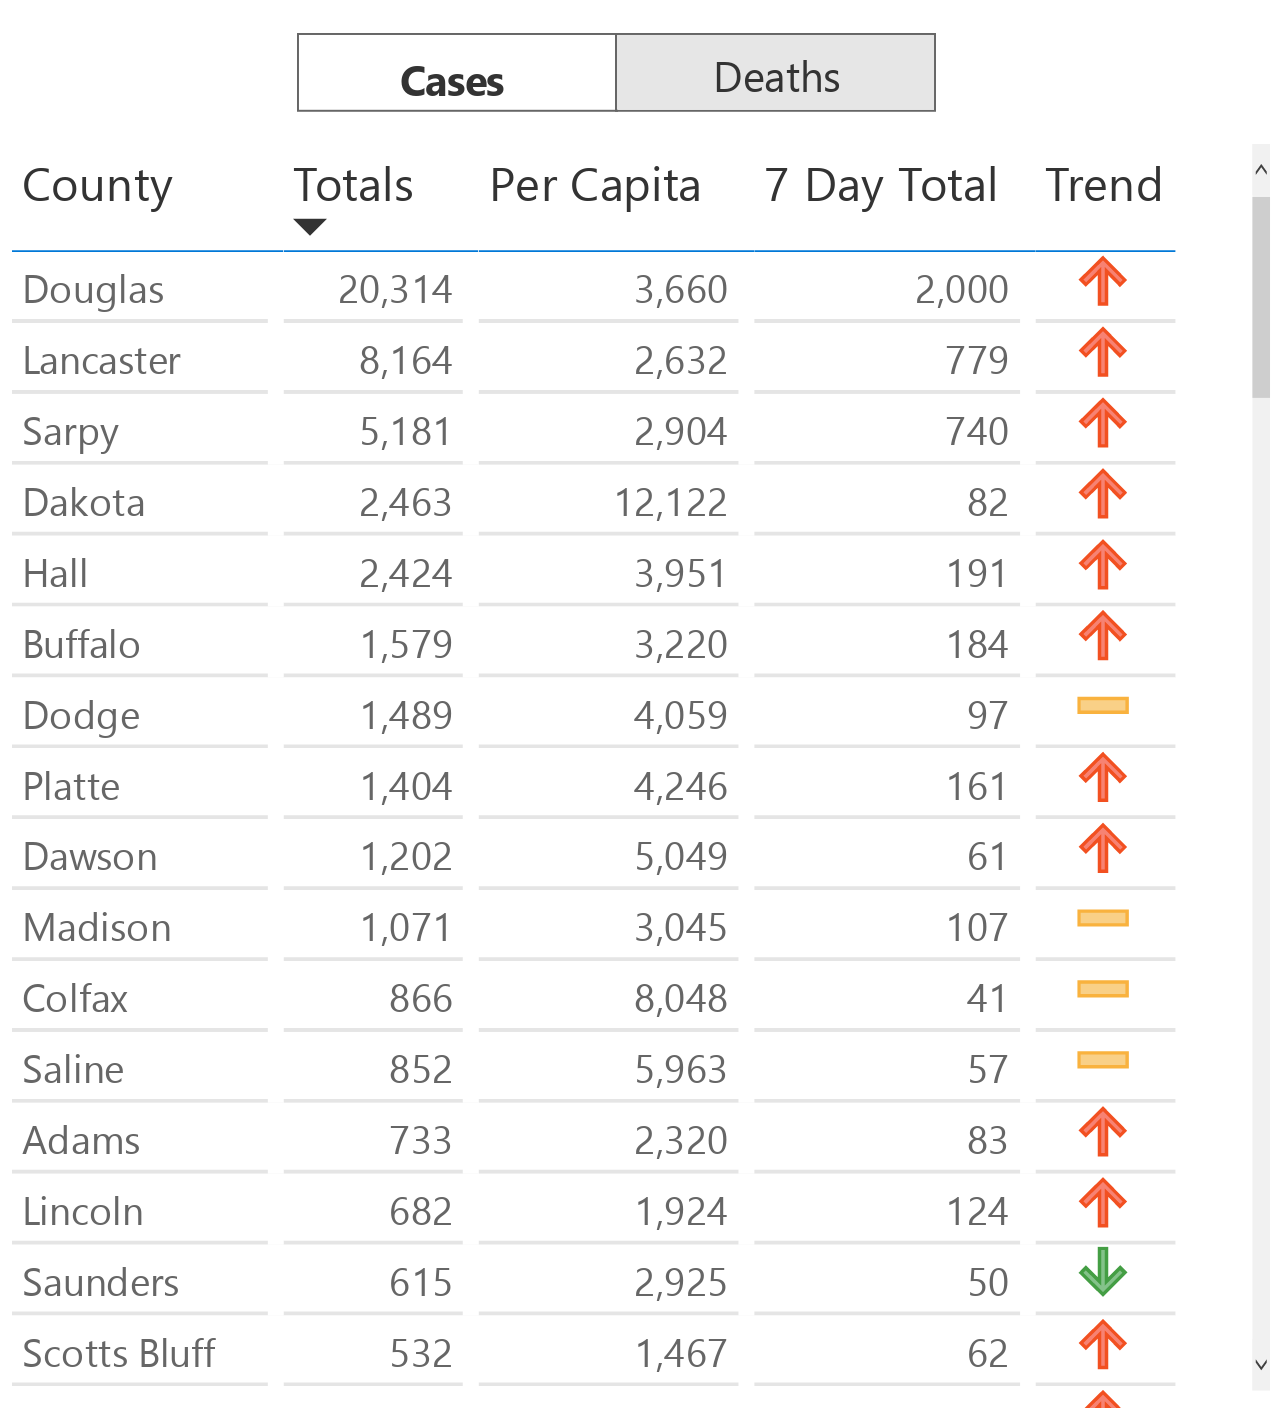 Cases Deaths
County Totals Per Capita 7 Day Total Trend
Douglas 20,314 3,660 2,000
Lancaster 8,164 2,632 779
Sarpy 5,181 2,904 740
Dakota 2,463 12,122 82
Hall 2,424 3,951 191
Buffalo 1,579 3,220 184
Dodge 1,489 4,059 97
Platte 1,404 4,246 161
Dawson 1,202 5,049 61
Madison 1,071 3,045 107
Colfax 866 8,048 41
Saline 852 5,963 57
Adams 733 2,320 83
Lincoln 682 1,924 124
Saunders 615 2,925 50
Scotts Bluff 532 1,467 62